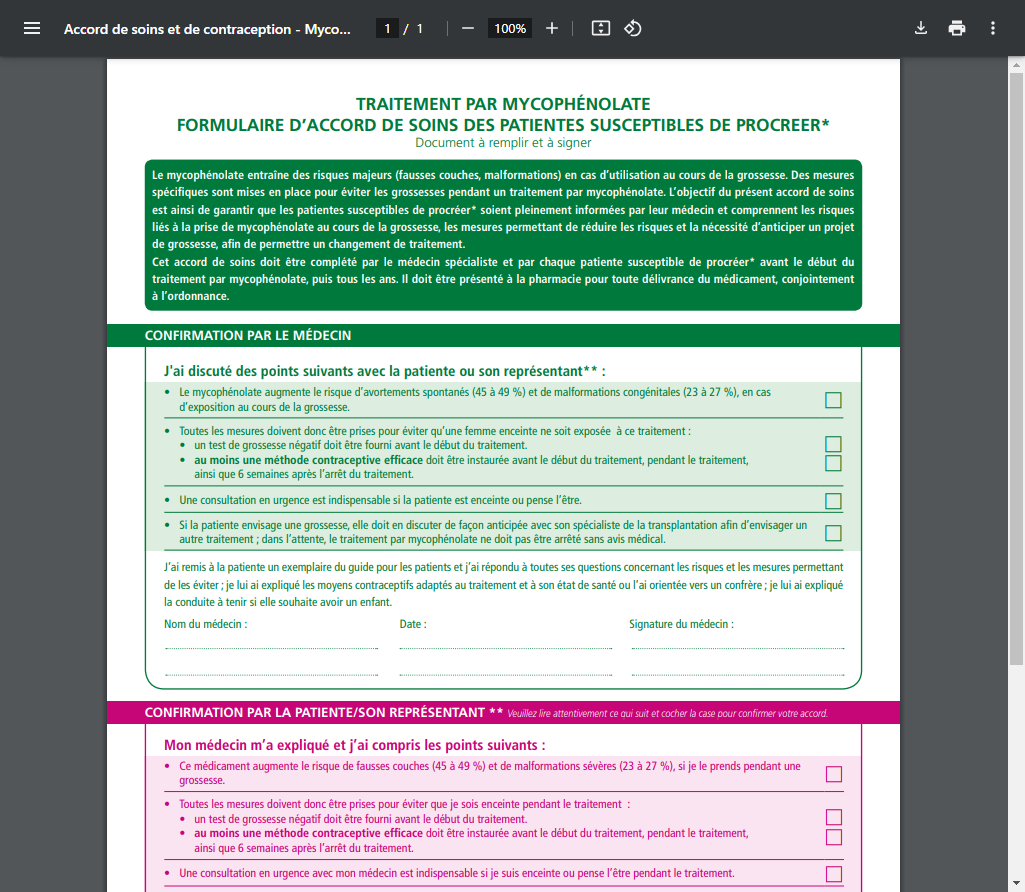 Accord de soins et de contraception - Myco...
1 / 1
100%
TRAITEMENT PAR MYCOPHÉNOLATE
FORMULAIRE D'ACCORD DE SOINS DES PATIENTES SUSCEPTIBLES DE PROCREER*
Document à remplir et à signer
Le mycophénolate entraîne des risques majeurs (fausses couches, malformations) en cas d'utilisation au cours de la grossesse. Des mesures
spécifiques sont mises en place pour éviter les grossesses pendant un traitement par mycophénolate. L'objectif du présent accord de soins
est ainsi de garantir que les patientes susceptibles de procréer* soient pleinement informées par leur médecin et comprennent les risques
liés à la prise de mycophénolate au cours de la grossesse, les mesures permettant de réduire les risques et la nécessité d'anticiper un projet
de grossesse, afin de permettre un changement de traitement.
Cet accord de soins doit être complété par le médecin spécialiste et par chaque patiente susceptible de procréer* avant le début du
traitement par mycophénolate, puis tous les ans. Il doit être présenté à la pharmacie pour toute délivrance du médicament, conjointement
à l'ordonnance.
CONFIRMATION PAR LE MÉDECIN
J'ai discuté des points suivants avec la patiente ou son représentant** :
• Le mycophénolate augmente le risque d'avortements spontanés (45 à 49 %) et de malformations congénitales (23 à 27 %), en cas
d'exposition au cours de la grossesse.
• Toutes les mesures doivent donc être prises pour éviter qu'une femme enceinte ne soit exposée à ce traitement :
• un test de grossesse négatif doit être fourni avant le début du traitement.
• au moins une méthode contraceptive efficace doit être instaurée avant le début du traitement, pendant le traitement,
ainsi que 6 semaines après l'arrêt du traitement.
• Une consultation en urgence est indispensable si la patiente est enceinte ou pense l'être.
• Si la patiente envisage une grossesse, elle doit en discuter de façon anticipée avec son spécialiste de la transplantation afin d'envisager un
autre traitement ; dans l'attente, le traitement par mycophénolate ne doit pas être arrêté sans avis médical.
J'ai remis à la patiente un exemplaire du guide pour les patients et j'ai répondu à toutes ses questions concernant les risques et les mesures permettant
de les éviter ; je lui ai expliqué les moyens contraceptifs adaptés au traitement et à son état de santé ou l'ai orientée vers un confrère ; je lui ai expliqué
la conduite à tenir si elle souhaite avoir un enfant.
Nom du médecin : Date : Signature du médecin :
CONFIRMATION PAR LA PATIENTE/SON REPRÉSENTANT ** Veuillez lire attentivement ce qui suit et cocher la case pour confirmer votre accord.
Mon médecin m'a expliqué et j'ai compris les points suivants :
• Ce médicament augmente le risque de fausses couches (45 à 49 %) et de malformations sévères (23 à 27 %), si je le prends pendant une
grossesse.
• Toutes les mesures doivent donc être prises pour éviter que je sois enceinte pendant le traitement :
• un test de grossesse négatif doit être fourni avant le début du traitement.
• au moins une méthode contraceptive efficace doit être instaurée avant le début du traitement, pendant le traitement,
ainsi que 6 semaines après l'arrêt du traitement.
• Une consultation en urgence avec mon médecin est indispensable si je suis enceinte ou pense l'être pendant le traitement.